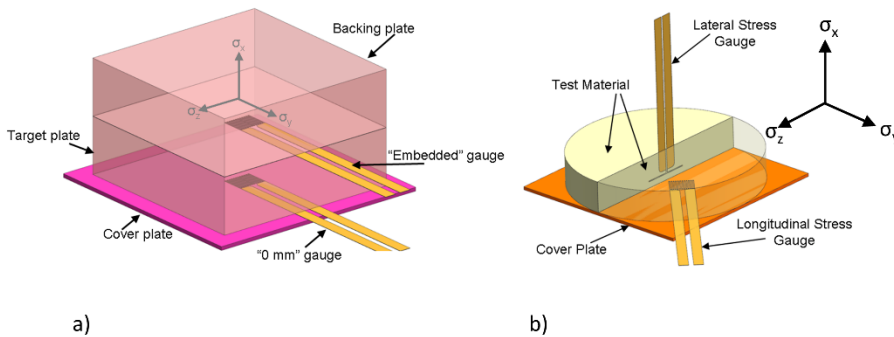 Backing plate
σx
σz
σy
Target plate
"Embedded" gauge
Cover plate
"0 mm" gauge
a)
Lateral Stress
Gauge
Test Material
σx
σz
Longitudinal Stress
Gauge
Cover Plate
b)